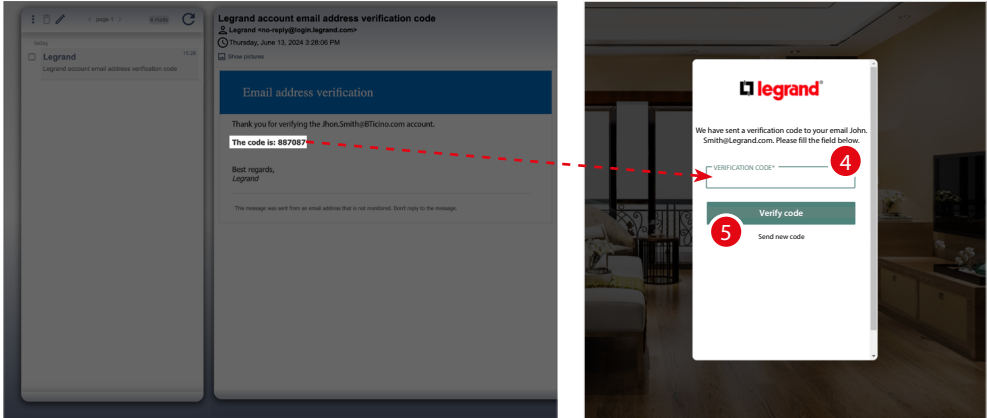 page 1
today
Legrand
15:28
Legrand account email address verification code
Legrand account email address verification code
Legrand <no-reply@login.legrand.com>
Thursday, June 13, 2024 3:28:06 PM
Show pictures
Email address verification
Thank you for verifying the Jhon.Smith@BTicino.com account.
The code is: 887087
Best regards,
Legrand
This message was sent from an email address that is not monitored. Don't reply to the message.
legrand®
We have sent a verification code to your email John.
Smith@Legrand.com. Please fill the field below.
4
VERIFICATION CODE*
Verify code
5
Send new code